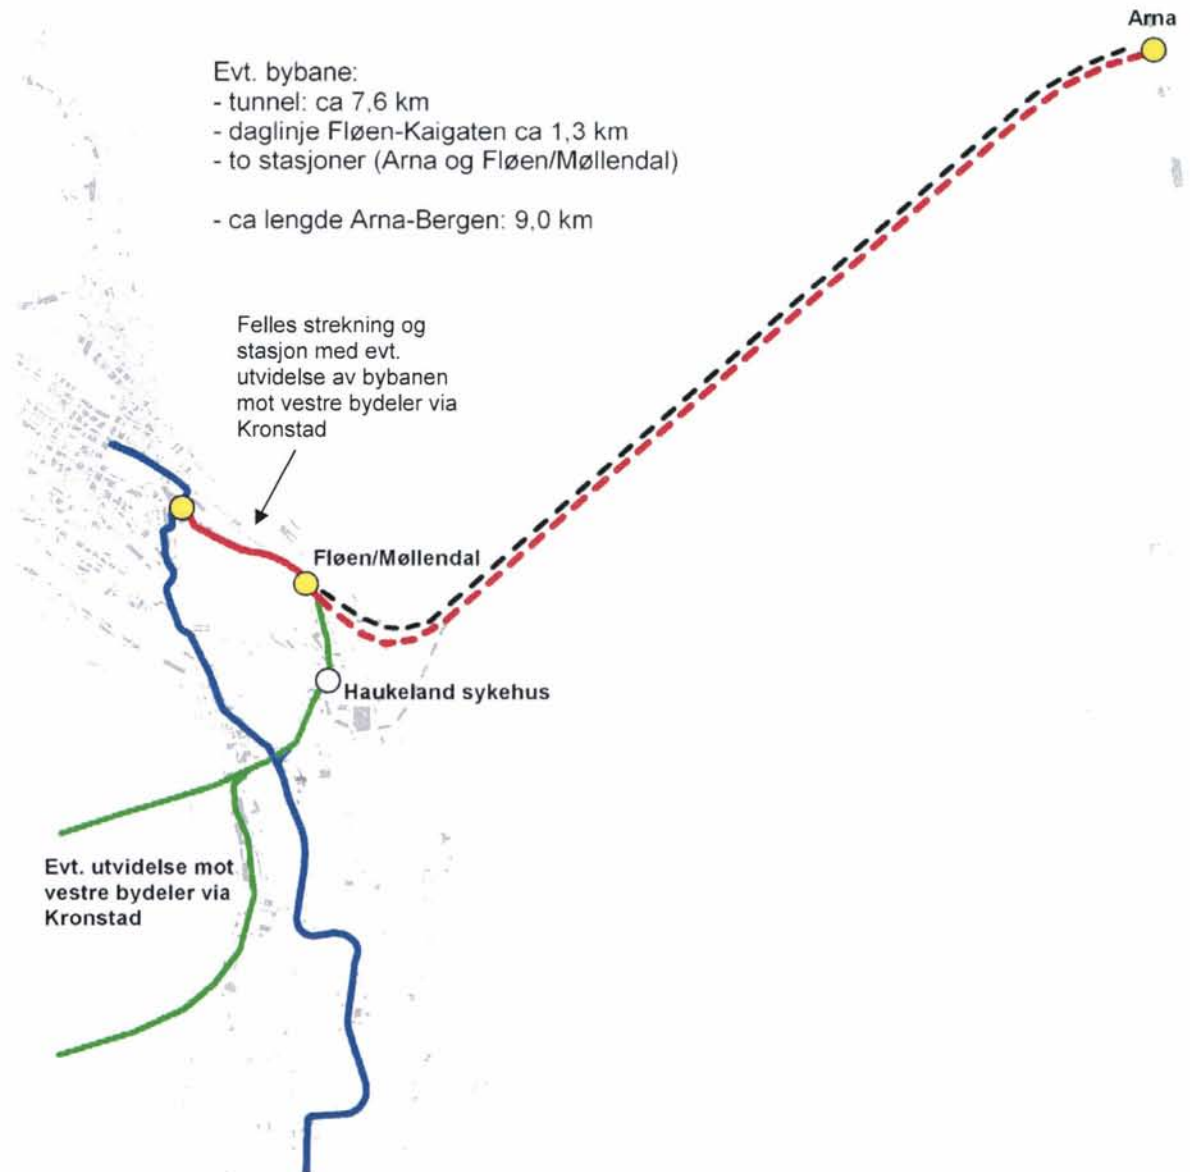 Arna
Evt. bybane:
- tunnel: ca 7,6 km
- daglinje Fløen-Kaigaten ca 1,3 km
- to stasjoner (Arna og Fløen/Møllendal)
- ca lengde Arna-Bergen: 9,0 km
Felles strekning og
stasjon med evt.
utvidelse av bybanen
mot vestre bydeler via
Kronstad
Fløen/Møllendal
Haukeland sykehus
Evt. utvidelse mot
vestre bydeler via
Kronstad